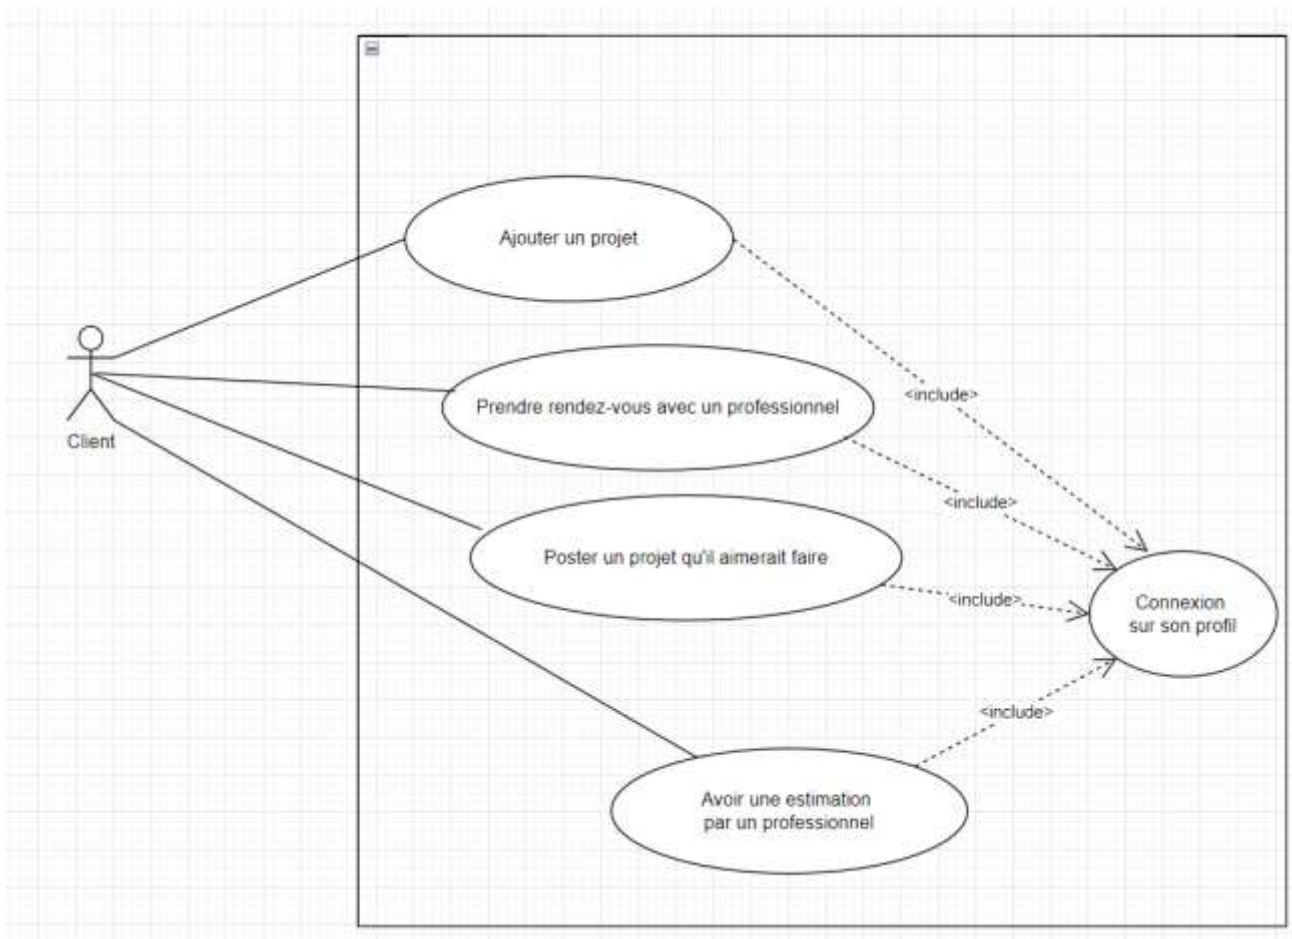 Ajouter un projet
<include>
Prendre rendez-vous avec un professionnel
Client
<include>
Poster un projet qu'il aimerait faire
<include>
Connexion
sur son profil
<include>
Avoir une estimation
par un professionnel